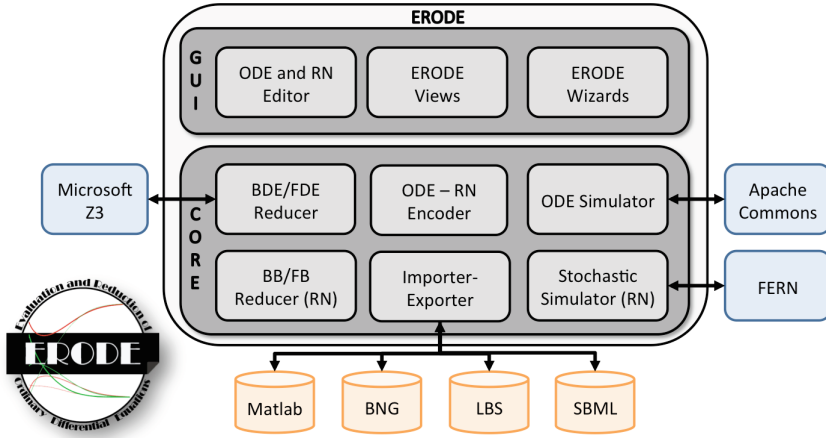 ERODE
GUI
ODE and RN
Editor
ERODE
Views
ERODE
Wizards
CORE
Microsoft
Z3
BDE/FDE
Reducer
ODE – RN
Encoder
ODE Simulator
Apache
Commons
BB/FB
Reducer (RN)
Importer-
Exporter
Stochastic
Simulator (RN)
FERN
Evaluation and Reduction of
ERODE
Ordinary Differential Equations
Matlab
BNG
LBS
SBML